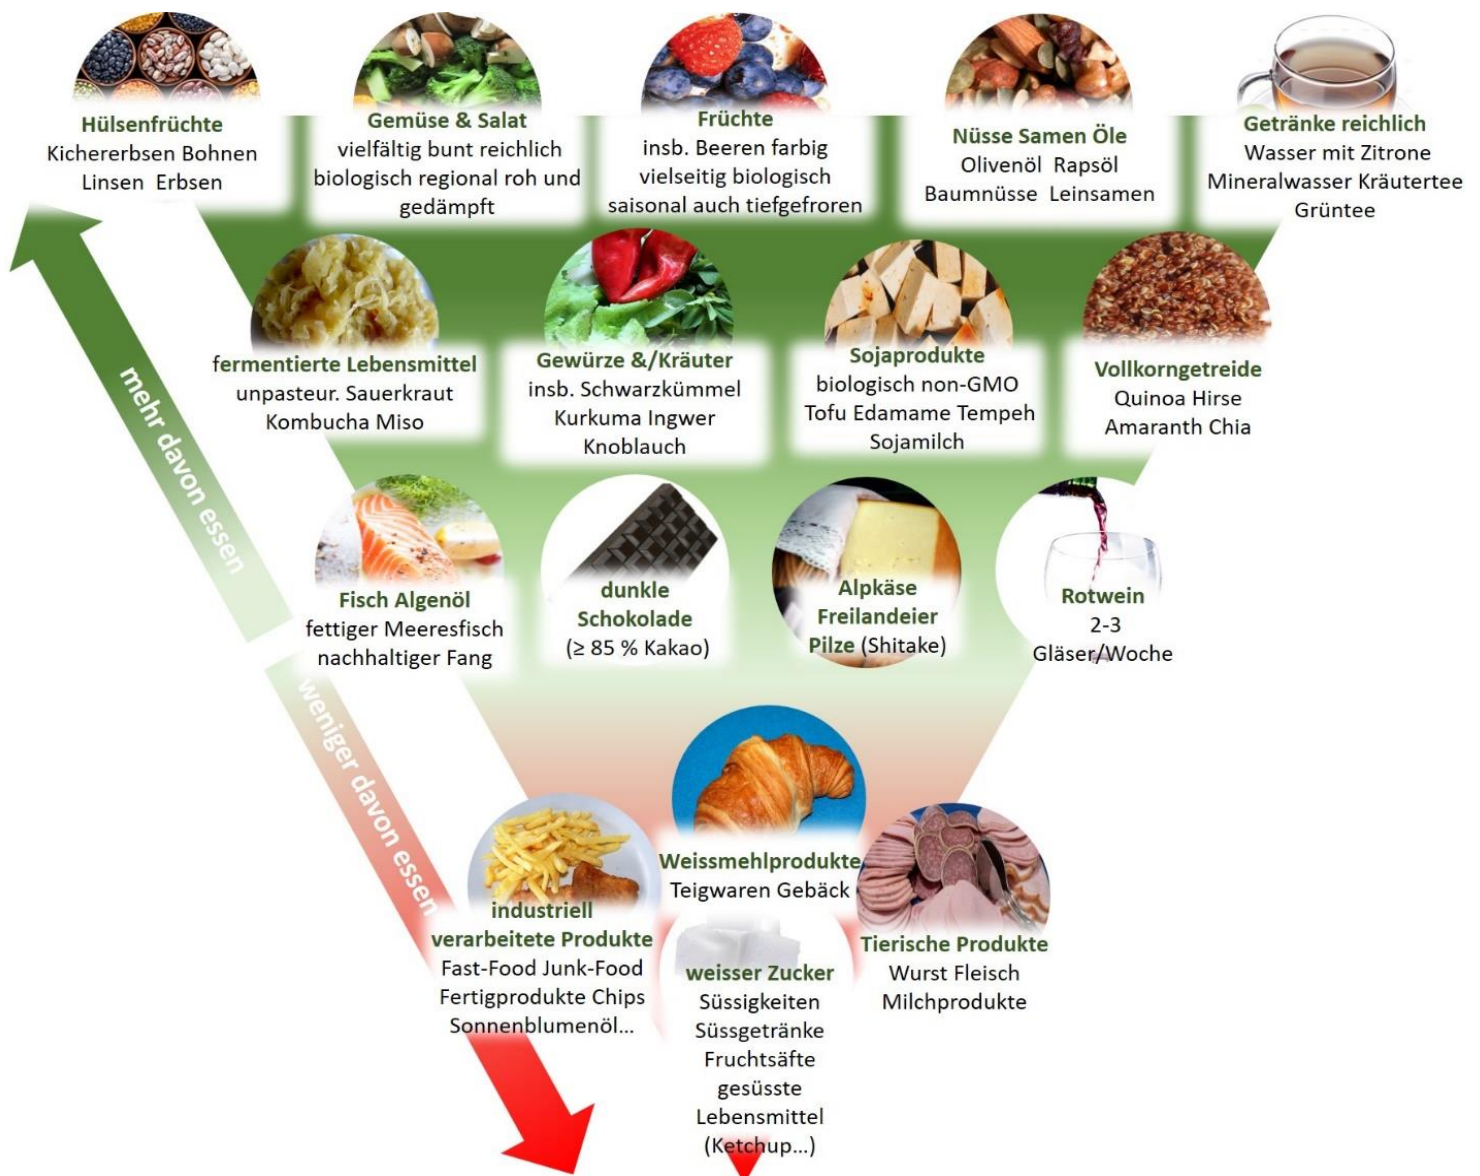 Hülsenfrüchte
Kichererbsen Bohnen
Linsen Erbsen
Gemüse & Salat
vielfältig bunt reichlich
biologisch regional roh und
gedämpft
Früchte
insb. Beeren farbig
vielseitig biologisch
saisonal auch tiefgefroren
Nüsse Samen Öle
Olivenöl Rapsöl
Baumnüsse Leinsamen
Getränke reichlich
Wasser mit Zitrone
Mineralwasser Kräutertee
Grüntee
fermentierte Lebensmittel
unpasteur. Sauerkraut
Kombucha Miso
Gewürze &/Kräuter
insb. Schwarzkümmel
Kurkuma Ingwer
Knoblauch
Sojaprodukte
biologisch non-GMO
Tofu Edamame Tempeh
Sojamilch
Vollkorngetreide
Quinoa Hirse
Amaranth Chia
mehr davon essen
Fisch Algenöl
fettiger Meeresfisch
nachhaltiger Fang
dunkle
Schokolade
(≥ 85 % Kakao)
Alpkäse
Freilandeier
Pilze (Shitake)
Rotwein
2-3
Gläser/Woche
weniger davon essen
industriell
verarbeitete Produkte
Fast-Food Junk-Food
Fertigprodukte Chips
Sonnenblumenöl...
Weissmehlprodukte
Teigwaren Gebäck
weisser Zucker
Süssigkeiten
Süssgetränke
Fruchtsäfte
gesüsste
Lebensmittel
(Ketchup...)
Tierische Produkte
Wurst Fleisch
Milchprodukte